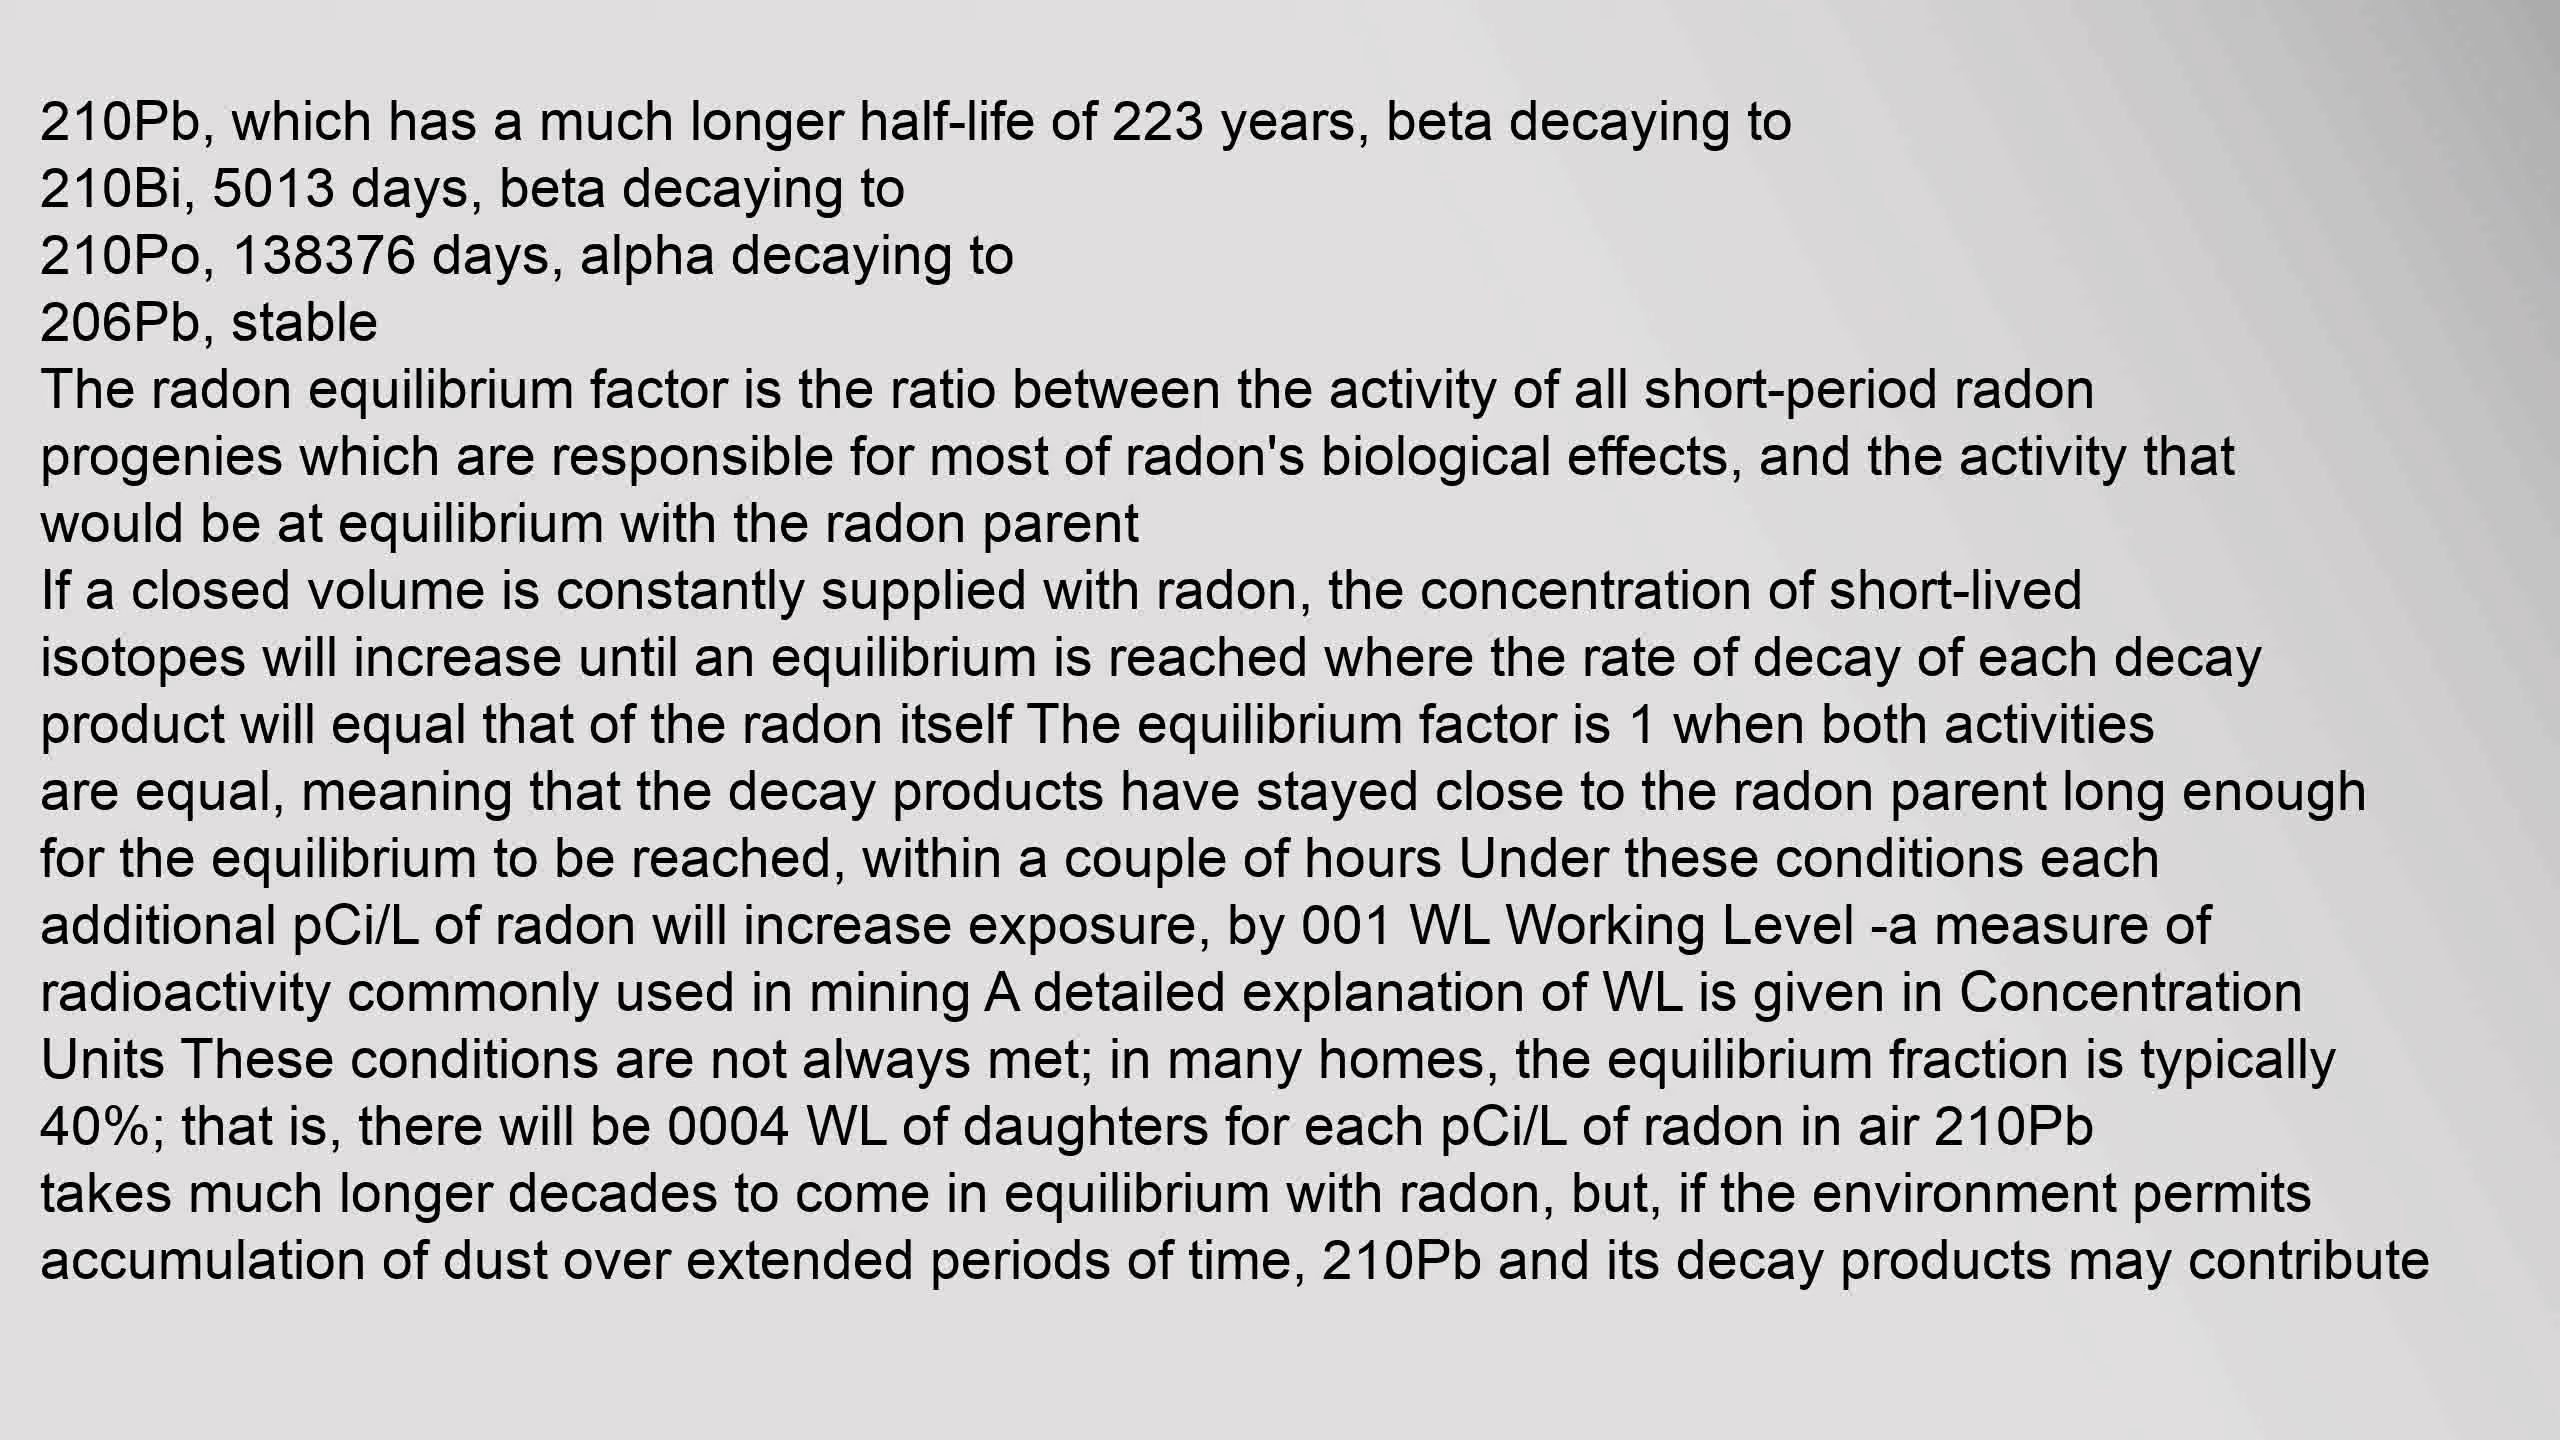 210Pb, which has a much longer half-life of 223 years, beta decaying to
210Bi, 5013 days, beta decaying to
210Po, 138376 days, alpha decaying to
206Pb, stable
The radon equilibrium factor is the ratio between the activity of all short-period radon
progenies which are responsible for most of radon's biological effects, and the activity that
would be at equilibrium with the radon parent
If a closed volume is constantly supplied with radon, the concentration of short-lived
isotopes will increase until an equilibrium is reached where the rate of decay of each decay
product will equal that of the radon itself The equilibrium factor is 1 when both activities
are equal, meaning that the decay products have stayed close to the radon parent long enough
for the equilibrium to be reached, within a couple of hours Under these conditions each
additional pCi/L of radon will increase exposure, by 001 WL Working Level -a measure of
radioactivity commonly used in mining A detailed explanation of WL is given in Concentration
Units These conditions are not always met; in many homes, the equilibrium fraction is typically
40%; that is, there will be 0004 WL of daughters for each pCi/L of radon in air 210Pb
takes much longer decades to come in equilibrium with radon, but, if the environment permits
accumulation of dust over extended periods of time, 210Pb and its decay products may contribute